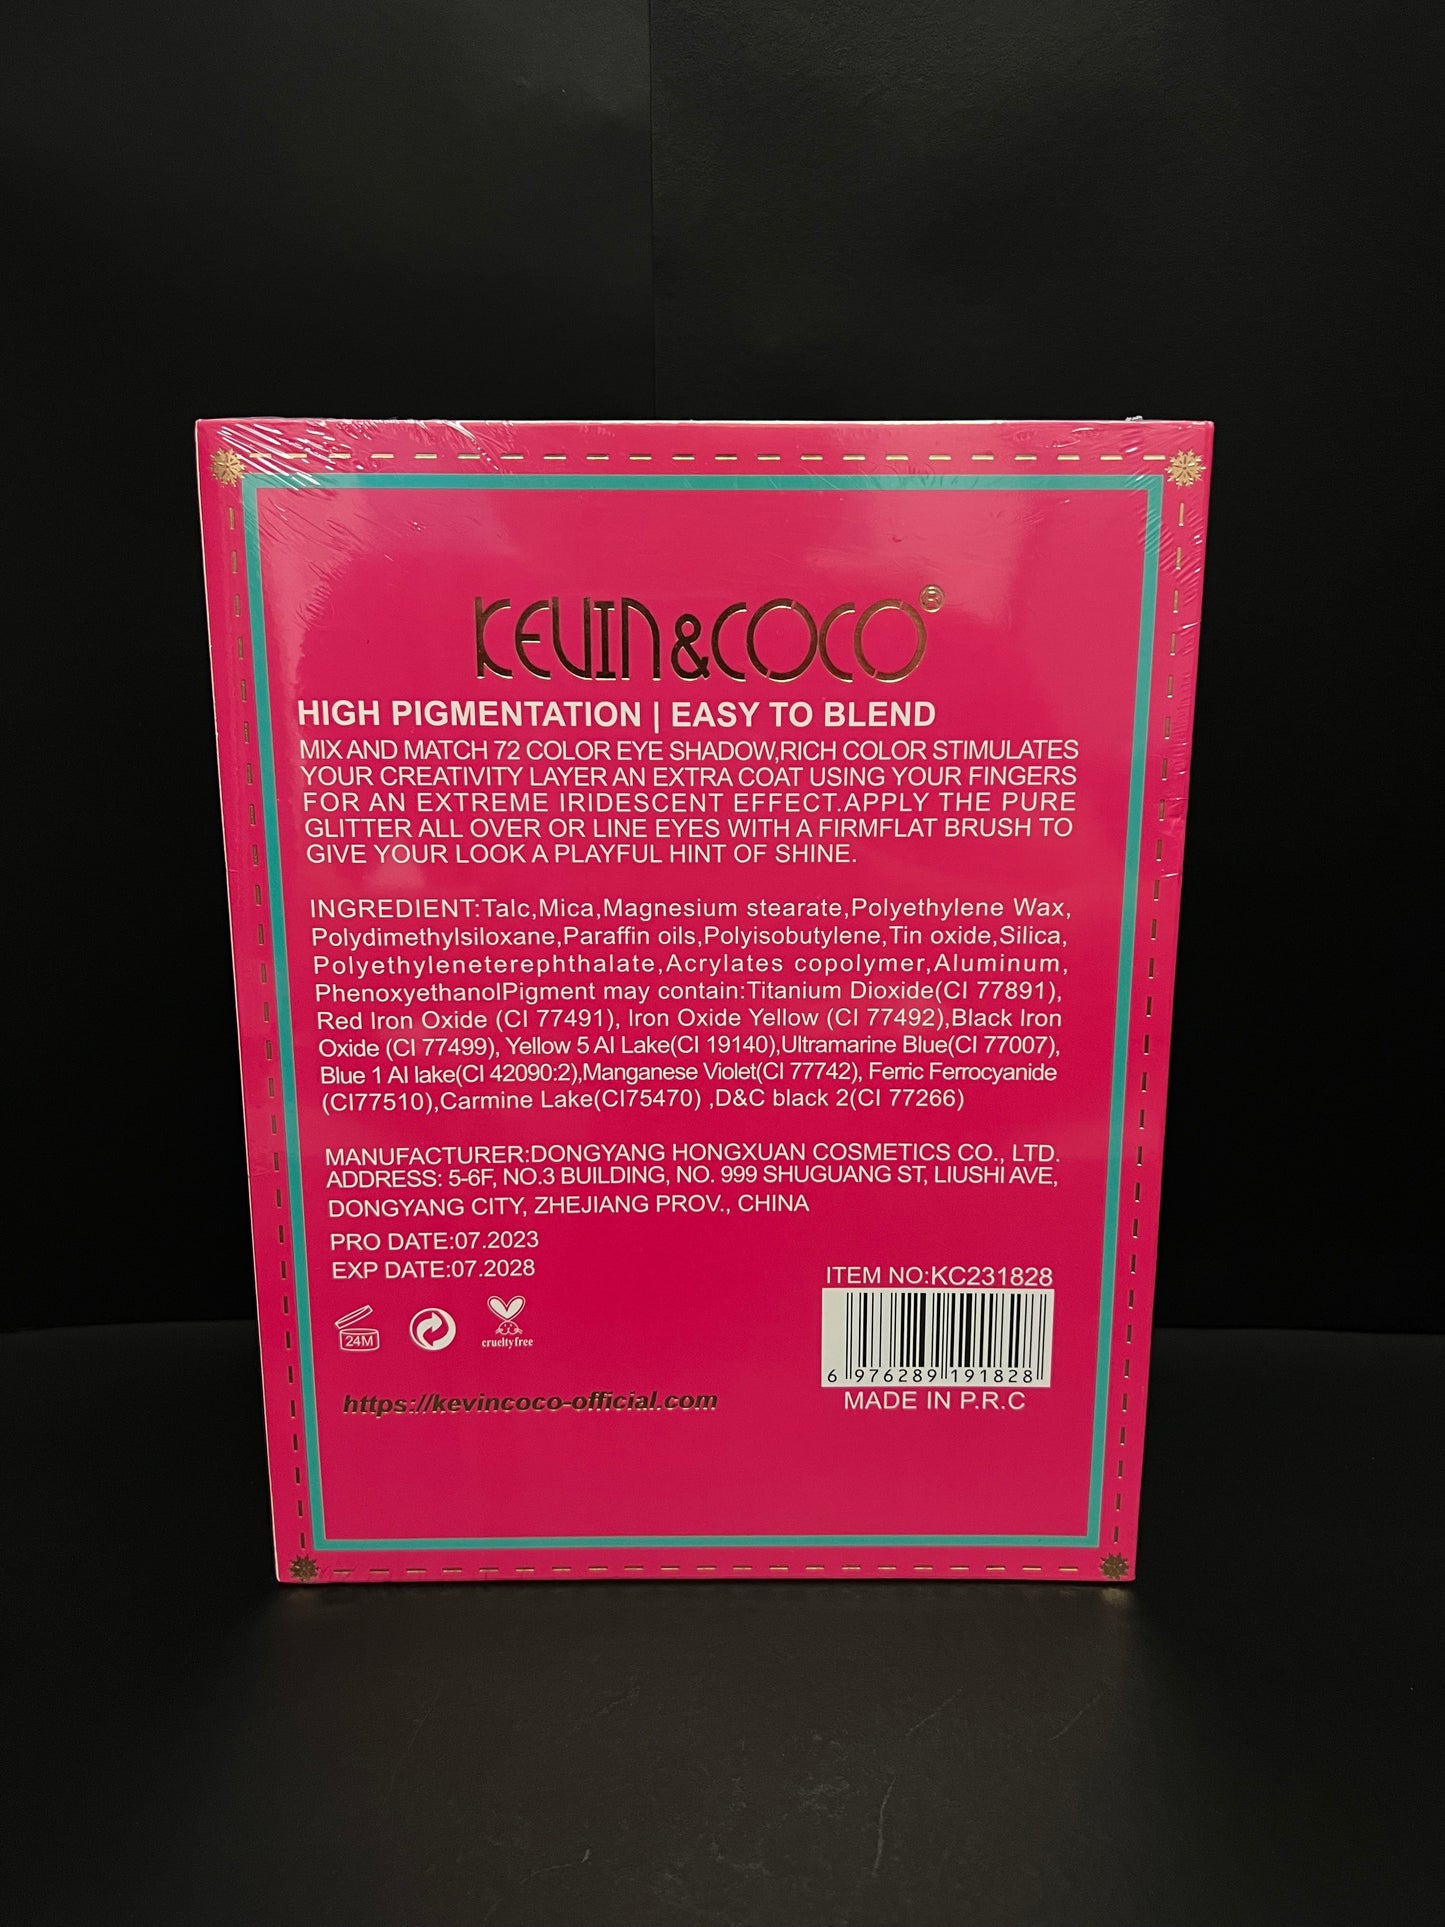 KEVIN&COCO®
HIGH PIGMENTATION | EASY TO BLEND
MIX AND MATCH 72 COLOR EYE SHADOW,RICH COLOR STIMULATES
YOUR CREATIVITY LAYER AN EXTRA COAT USING YOUR FINGERS
FOR AN EXTREME IRIDESCENT EFFECT.APPLY THE PURE
GLITTER ALL OVER OR LINE EYES WITH A FIRMFLAT BRUSH TO
GIVE YOUR LOOK A PLAYFUL HINT OF SHINE.
INGREDIENT:Talc,Mica,Magnesium stearate,Polyethylene Wax,
Polydimethylsiloxane,Paraffin oils,Polyisobutylene,Tin oxide,Silica,
Polyethyleneterephthalate,Acrylates copolymer,Aluminum,
PhenoxyethanolPigment may contain:Titanium Dioxide(CI 77891),
Red Iron Oxide (CI 77491), Iron Oxide Yellow (CI 77492),Black Iron
Oxide (CI 77499), Yellow 5 Al Lake(CI 19140),Ultramarine Blue(CI 77007),
Blue 1 Al lake(CI 42090:2),Manganese Violet(CI 77742), Ferric Ferrocyanide
(CI77510),Carmine Lake(CI75470) ,D&C black 2(CI 77266)
MANUFACTURER:DONGYANG HONGXUAN COSMETICS CO., LTD.
ADDRESS: 5-6F, NO.3 BUILDING, NO. 999 SHUGUANG ST, LIUSHI AVE,
DONGYANG CITY, ZHEJIANG PROV., CHINA
PRO DATE:07.2023
EXP DATE:07.2028
ITEM NO:KC231828
24M
cruelty free
6 976289 191828
https://kevincoco-official.com
MADE IN P.R.C